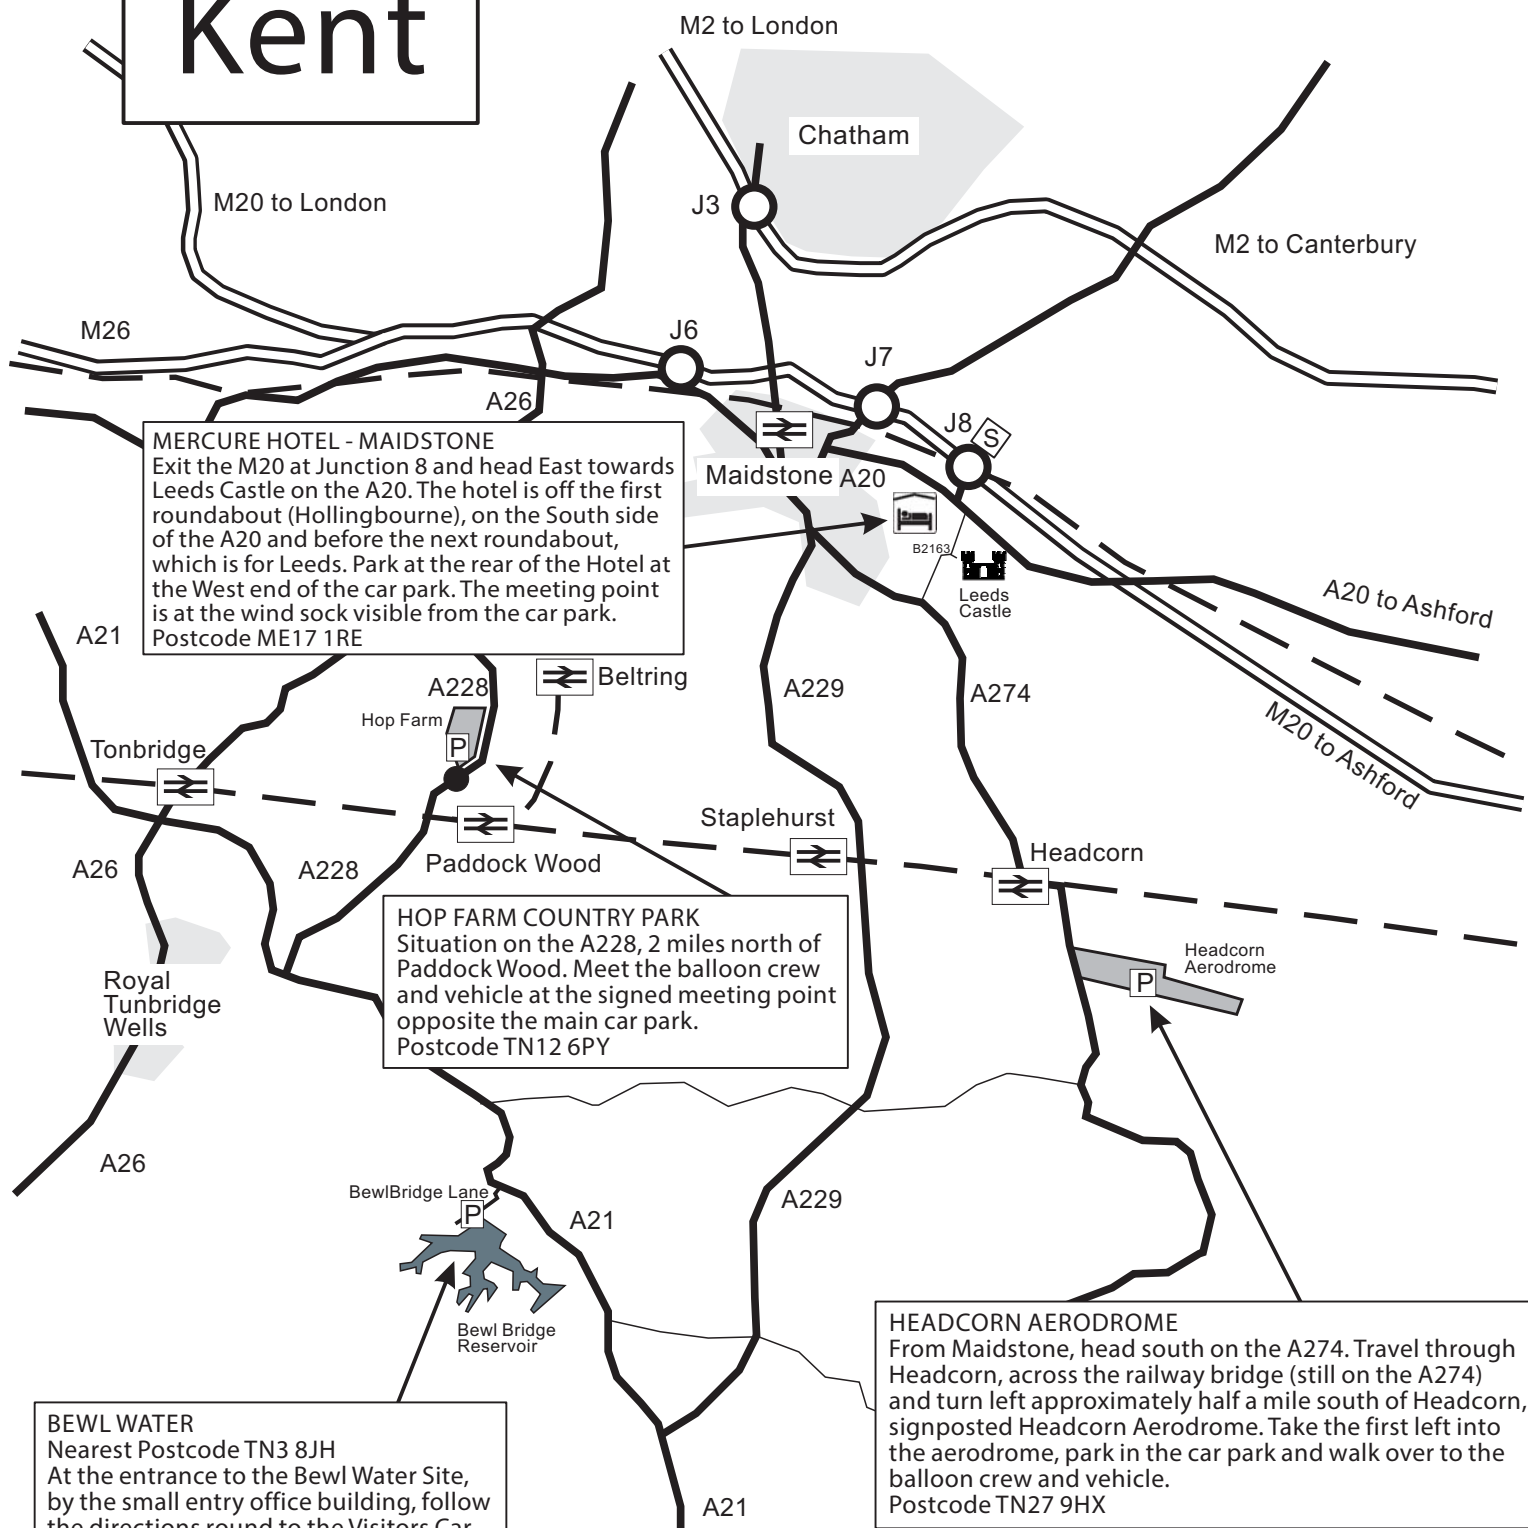 Kent
M2 to London
Chatham
M20 to London
J3
M2 to Canterbury
M26
J6
J7
A26
J8
S
MERCURE HOTEL - MAIDSTONE
Exit the M20 at Junction 8 and head East towards
Leeds Castle on the A20. The hotel is off the first
roundabout (Hollingbourne), on the South side
of the A20 and before the next roundabout,
which is for Leeds. Park at the rear of the Hotel at
the West end of the car park. The meeting point
is at the wind sock visible from the car park.
Postcode ME17 1RE
Maidstone
A20
B2163
Leeds
Castle
A20 to Ashford
A21
A228
Beltring
A229
A274
Hop Farm
P
M20 to Ashford
Tonbridge
Staplehurst
Headcorn
A26
A228
Paddock Wood
HOP FARM COUNTRY PARK
Situation on the A228, 2 miles north of
Paddock Wood. Meet the balloon crew
and vehicle at the signed meeting point
opposite the main car park.
Postcode TN12 6PY
Headcorn
Aerodrome
P
Royal
Tunbridge
Wells
A26
BewlBridge Lane
P
A21
A229
Bewl Bridge
Reservoir
HEADCORN AERODROME
From Maidstone, head south on the A274. Travel through
Headcorn, across the railway bridge (still on the A274)
and turn left approximately half a mile south of Headcorn,
signposted Headcorn Aerodrome. Take the first left into
the aerodrome, park in the car park and walk over to the
balloon crew and vehicle.
Postcode TN27 9HX
BEWL WATER
Nearest Postcode TN3 8JH
At the entrance to the Bewl Water Site,
by the small entry office building, follow
the directions round to the Visitors Car
A21